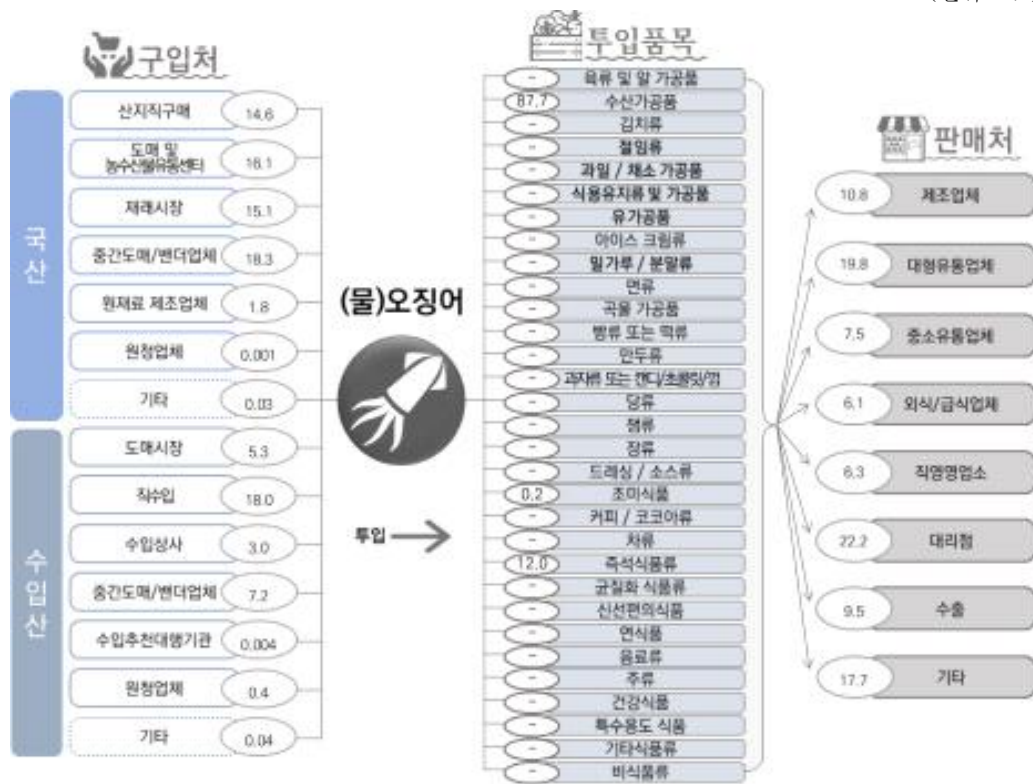 구입처
국산
산지직구매 14.6
도매 및
농수산물유통센터 16.1
재래시장 15.1
중간도매/밴더업체 18.3
원재료 제조업체 1.8
원청업체 0.001
기타 0.03
수입산
도매시장 5.3
직수입 18.0
수입상사 3.0
중간도매/밴더업체 7.2
수입추천대행기관 0.004
원청업체 0.4
기타 0.04
(물)오징어
투입
투입품목
- 육류 및 알 가공품
87.7 수산가공품
- 김치류
- 절임류
- 과일 / 채소 가공품
- 식용유지류 및 가공품
- 유가공품
- 아이스 크림류
- 밀가루 / 분말류
- 면류
- 곡물 가공품
- 빵류 또는 떡류
- 만두류
- 과자류 또는 캔디/초콜릿/껌
- 당류
- 잼류
- 장류
- 드레싱 / 소스류
0.2 조미식품
- 커피 / 코코아류
- 차류
12.0 즉석식품류
- 균질화 식품류
- 신선편의식품
- 연식품
- 음료류
- 주류
- 건강식품
- 특수용도 식품
- 기타식품류
- 비식품류
판매처
10.8 제조업체
19.8 대형유통업체
7.5 중소유통업체
6.1 외식/급식업체
6.3 직영영업소
22.2 대리점
9.5 수출
17.7 기타